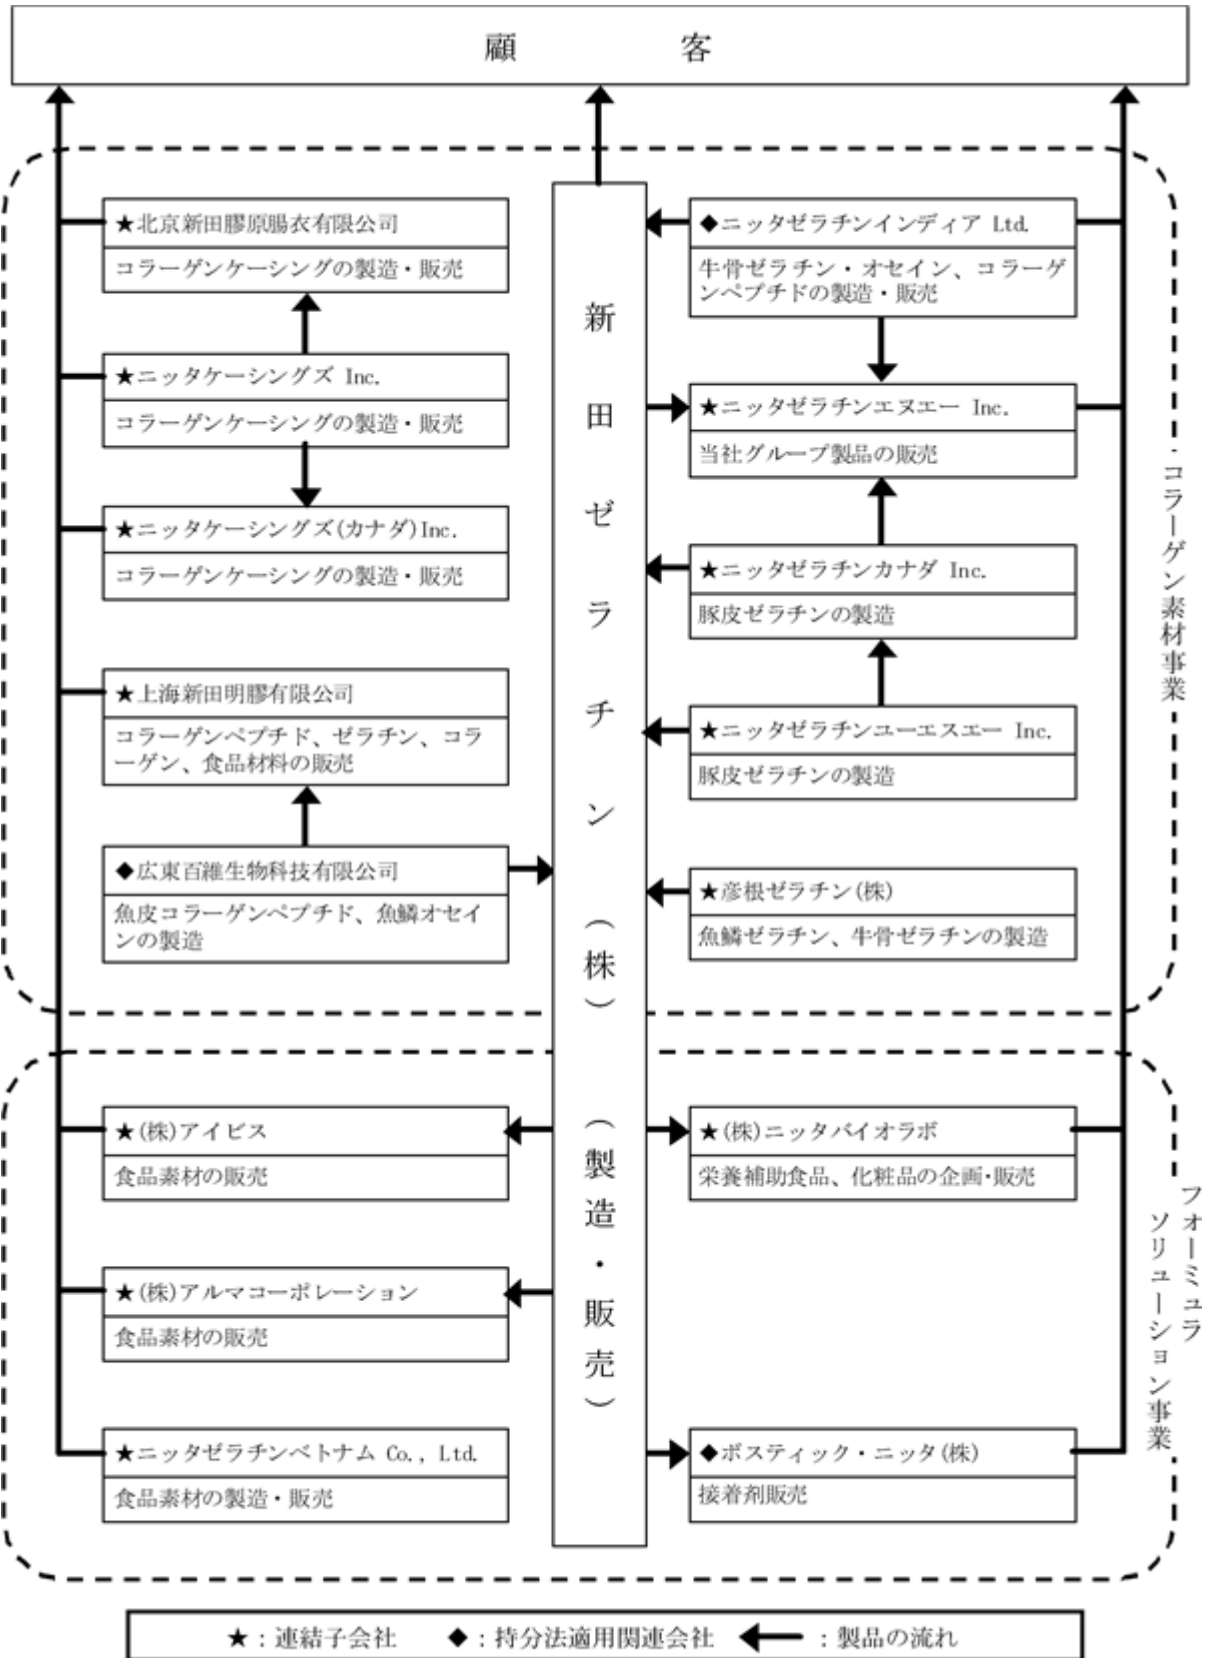 顧客
★北京新田膠原腸衣有限公司
コラーゲンケーシングの製造・販売
★ニッタケーシングズ Inc.
コラーゲンケーシングの製造・販売
★ニッタケーシングズ(カナダ)Inc.
コラーゲンケーシングの製造・販売
★上海新田明膠有限公司
コラーゲンペプチド、ゼラチン、コラ
ーゲン、食品材料の販売
◆広東百維生物科技有限公司
魚皮コラーゲンペプチド、魚鱗オセイ
ンの製造
新田ゼラチン(株)(製造・販売)
◆ニッタゼラチンインディア Ltd.
牛骨ゼラチン・オセイン、コラーゲ
ンペプチドの製造・販売
★ニッタゼラチンエヌエー Inc.
当社グループ製品の販売
★ニッタゼラチンカナダ Inc.
豚皮ゼラチンの製造
★ニッタゼラチンユーエスエー Inc.
豚皮ゼラチンの製造
★彦根ゼラチン(株)
魚鱗ゼラチン、牛骨ゼラチンの製造
コラーゲン素材事業
★(株)アイビス
食品素材の販売
★(株)アルマコーポレーション
食品素材の販売
★ニッタゼラチンベトナム Co., Ltd.
食品素材の製造・販売
★(株)ニッタバイオラボ
栄養補助食品、化粧品の企画・販売
◆ボスティック・ニッタ(株)
接着剤販売
フォーミュラ
ソリューション事業
★：連結子会社 ◆：持分法適用関連会社 ：製品の流れ